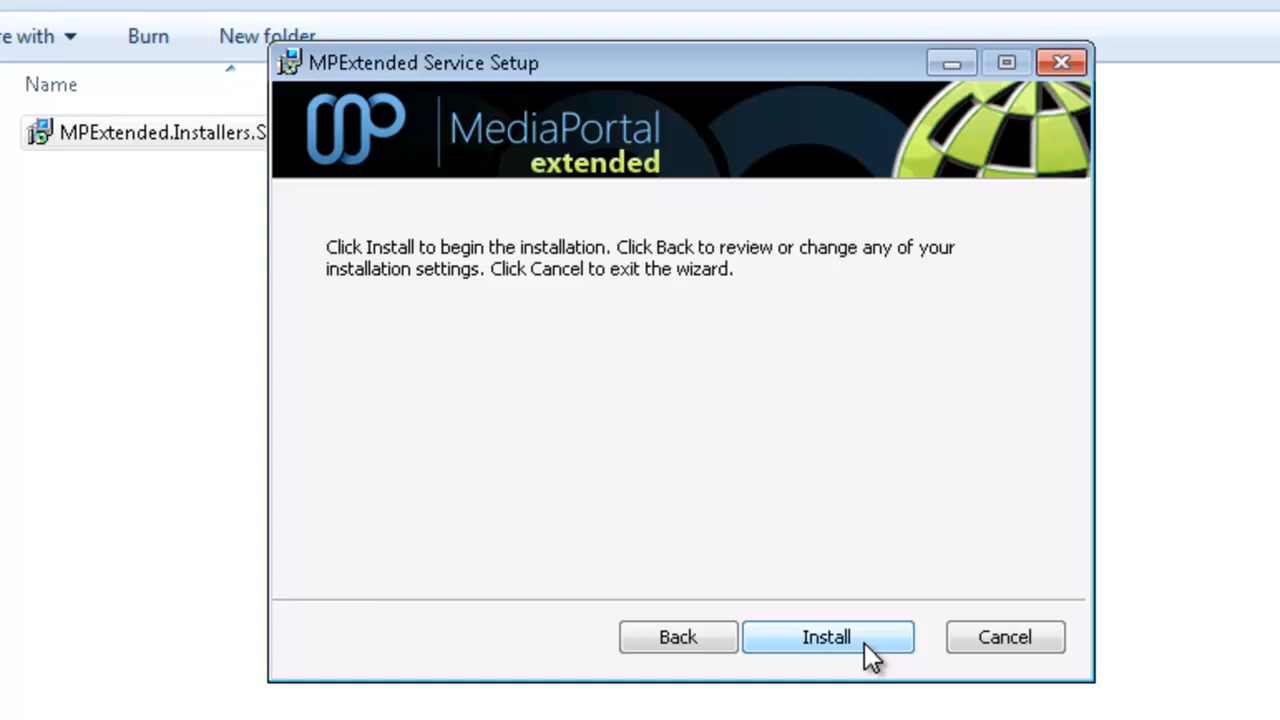 re with Burn New folder
MPExtended Service Setup
Name
MPExtended.Installers.S
MediaPortal
extended
Click Install to begin the installation. Click Back to review or change any of your
installation settings. Click Cancel to exit the wizard.
Back Install Cancel